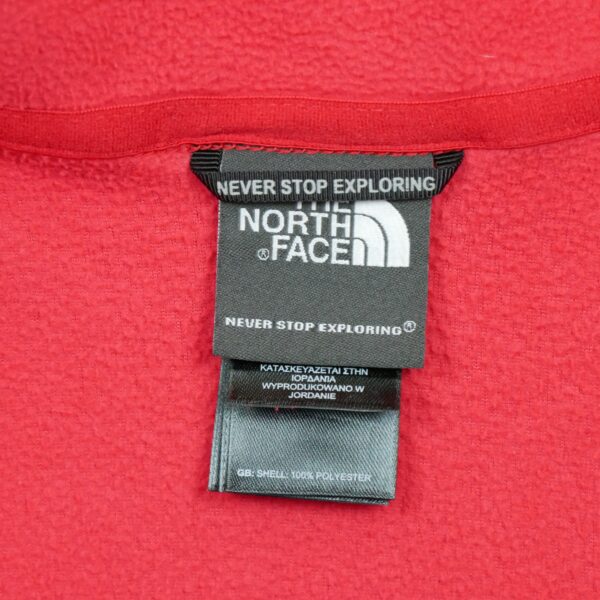 NEVER STOP EXPLORING
THE
NORTH
® FACE
NEVER STOP EXPLORING®
ΚΑΤΑΣΚΕΥΑΖΕΤΑΙ ΣΤΗΝ
ΙΟΡΔΑΝΙΑ
WYPRODUKOWANO W
JORDANIE
GB: SHELL: 100% POLYESTER